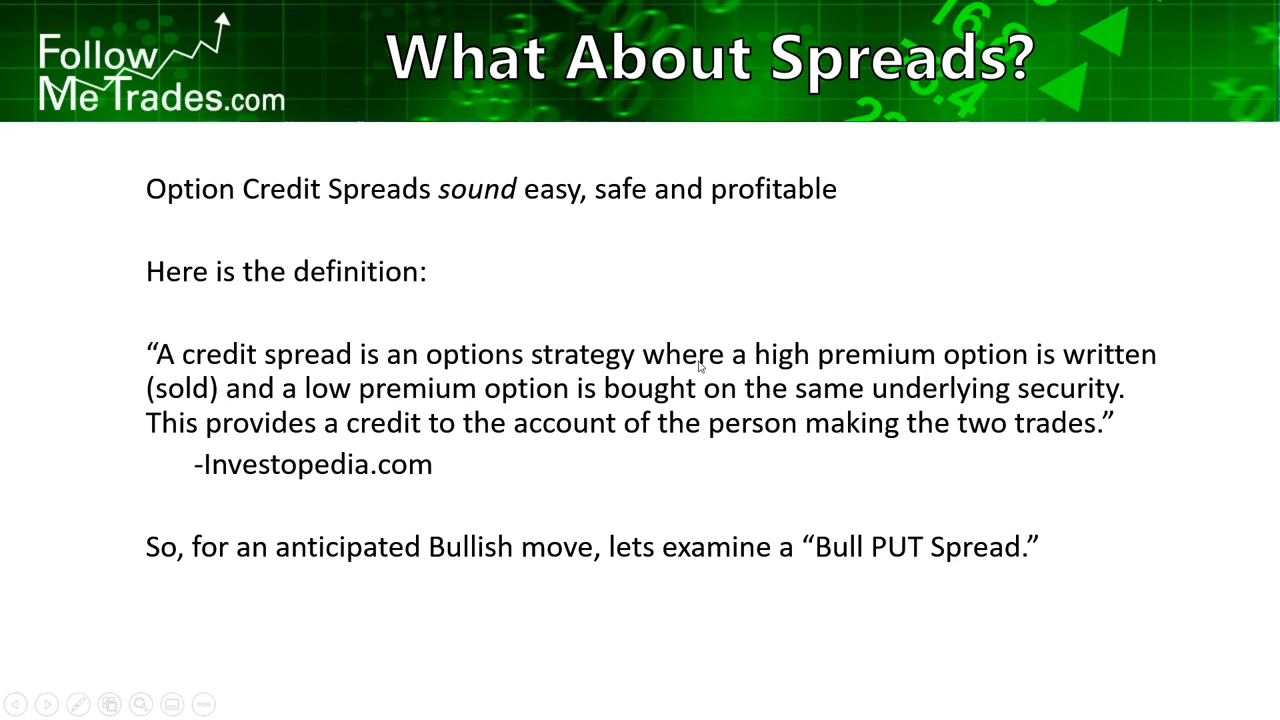 Follow
Me Trades.com
What About Spreads?
Option Credit Spreads sound easy, safe and profitable
Here is the definition:
“A credit spread is an options strategy where a high premium option is written
(sold) and a low premium option is bought on the same underlying security.
This provides a credit to the account of the person making the two trades.”
-Investopedia.com
So, for an anticipated Bullish move, lets examine a “Bull PUT Spread.”